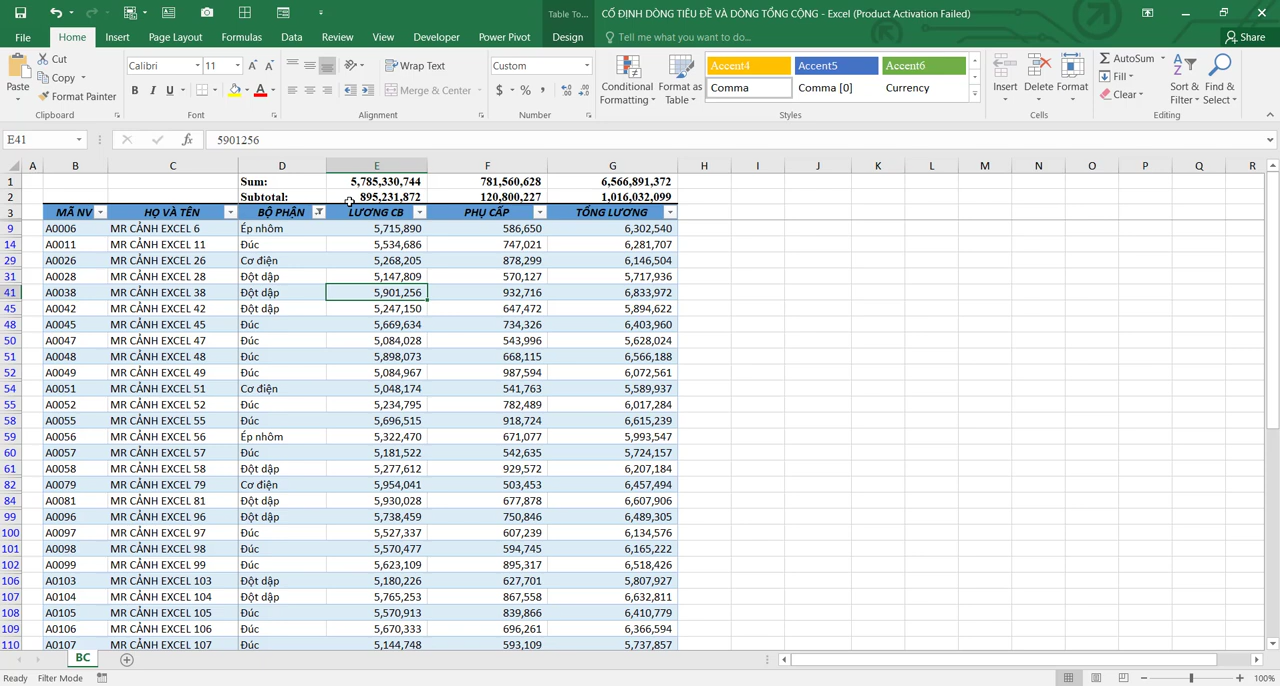 Table To... CỐ ĐỊNH DÒNG TIÊU ĐỀ VÀ DÒNG TỔNG CỘNG - Excel (Product Activation Failed)
File Home Insert Page Layout Formulas Data Review View Developer Power Pivot Design Tell me what you want to do... Share
Paste Cut Copy Format Painter Clipboard
Calibri 11 B I U Font
Wrap Text Merge & Center Alignment
Custom $ % , Number
Conditional Formatting Format as Table
Accent4 Accent5 Accent6
Comma Comma [0] Currency Styles
Insert Delete Format Cells
AutoSum Fill Clear Sort & Filter Find & Select Editing
E41 fx 5901256
A B C D E F G H I J K L M N O P Q R
1 Sum: 5,785,330,744 781,560,628 6,566,891,372
2 Subtotal: 895,231,872 120,800,227 1,016,032,099
3 MÃ NV HỌ VÀ TÊN BỘ PHẬN LƯƠNG CB PHỤ CẤP TỔNG LƯƠNG
9 A0006 MR CẢNH EXCEL 6 Ép nhôm 5,715,890 586,650 6,302,540
14 A0011 MR CẢNH EXCEL 11 Đúc 5,534,686 747,021 6,281,707
29 A0026 MR CẢNH EXCEL 26 Cơ điện 5,268,205 878,299 6,146,504
31 A0028 MR CẢNH EXCEL 28 Đột dập 5,147,809 570,127 5,717,936
41 A0038 MR CẢNH EXCEL 38 Đột dập 5,901,256 932,716 6,833,972
45 A0042 MR CẢNH EXCEL 42 Đột dập 5,247,150 647,472 5,894,622
48 A0045 MR CẢNH EXCEL 45 Đúc 5,669,634 734,326 6,403,960
50 A0047 MR CẢNH EXCEL 47 Đúc 5,084,028 543,996 5,628,024
51 A0048 MR CẢNH EXCEL 48 Đúc 5,898,073 668,115 6,566,188
52 A0049 MR CẢNH EXCEL 49 Đúc 5,084,967 987,594 6,072,561
54 A0051 MR CẢNH EXCEL 51 Cơ điện 5,048,174 541,763 5,589,937
55 A0052 MR CẢNH EXCEL 52 Đúc 5,234,795 782,489 6,017,284
58 A0055 MR CẢNH EXCEL 55 Đúc 5,696,515 918,724 6,615,239
59 A0056 MR CẢNH EXCEL 56 Ép nhôm 5,322,470 671,077 5,993,547
60 A0057 MR CẢNH EXCEL 57 Đúc 5,181,522 542,635 5,724,157
61 A0058 MR CẢNH EXCEL 58 Đột dập 5,277,612 929,572 6,207,184
82 A0079 MR CẢNH EXCEL 79 Cơ điện 5,954,041 503,453 6,457,494
84 A0081 MR CẢNH EXCEL 81 Đột dập 5,930,028 677,878 6,607,906
99 A0096 MR CẢNH EXCEL 96 Đột dập 5,738,459 750,846 6,489,305
100 A0097 MR CẢNH EXCEL 97 Đúc 5,527,337 607,239 6,134,576
101 A0098 MR CẢNH EXCEL 98 Đúc 5,570,477 594,745 6,165,222
102 A0099 MR CẢNH EXCEL 99 Đúc 5,623,109 895,317 6,518,426
106 A0103 MR CẢNH EXCEL 103 Đột dập 5,180,226 627,701 5,807,927
107 A0104 MR CẢNH EXCEL 104 Đột dập 5,765,253 867,558 6,632,811
108 A0105 MR CẢNH EXCEL 105 Đúc 5,570,913 839,866 6,410,779
109 A0106 MR CẢNH EXCEL 106 Đúc 5,670,333 696,261 6,366,594
110 A0107 MR CẢNH EXCEL 107 Đúc 5,144,748 593,109 5,737,857
BC
Ready Filter Mode 100%